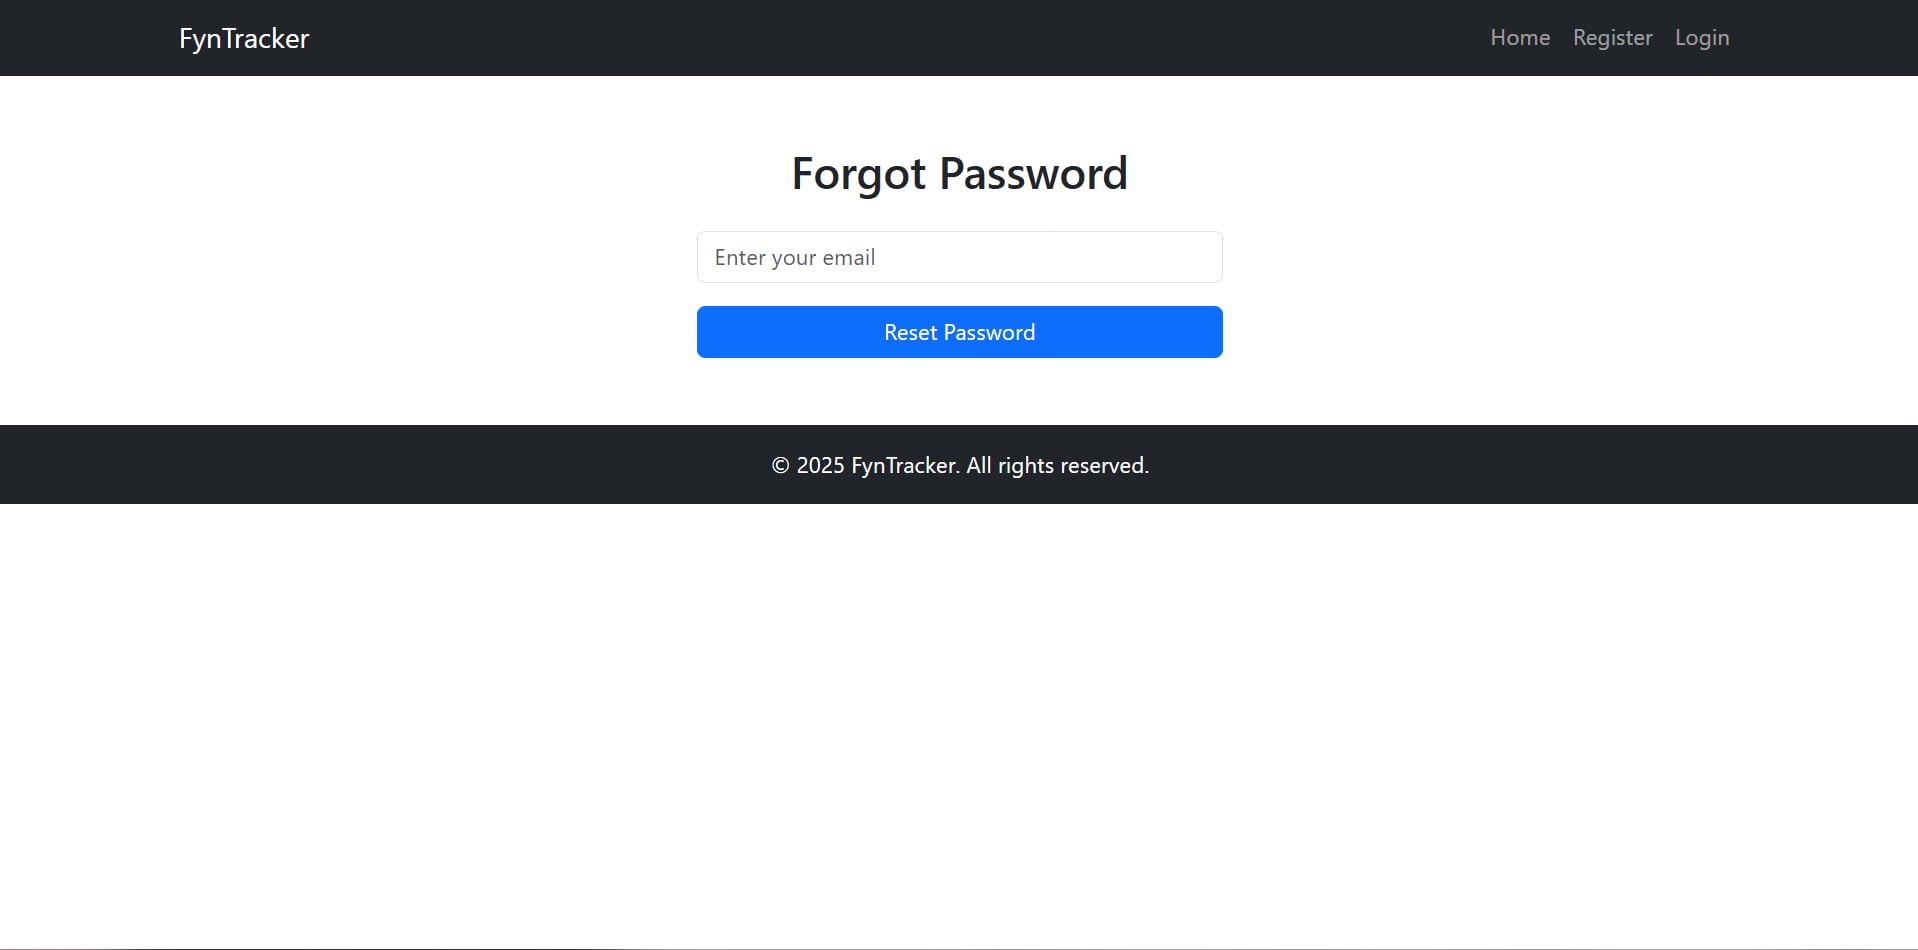 FynTracker
Home Register Login
Forgot Password
Enter your email
Reset Password
© 2025 FynTracker. All rights reserved.